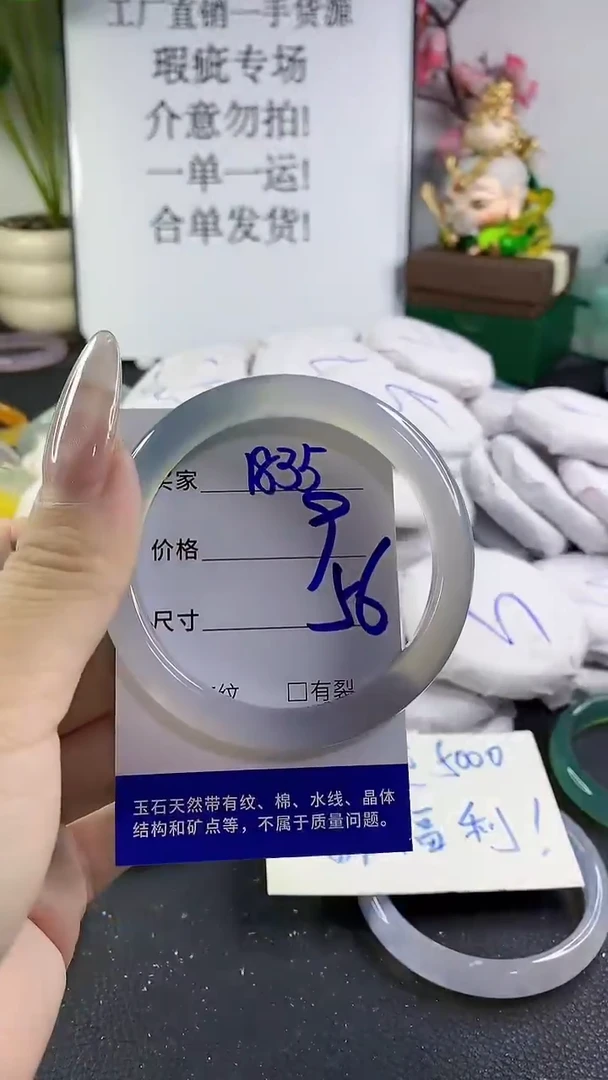 工厂直销一手货源
瑕疵专场
介意勿拍!
一单一运!
合单发货!
买家 1835
价格
尺寸 56
纹 □有裂
玉石天然带有纹、棉、水线、晶体
结构和矿点等，不属于质量问题。
5000
福利!